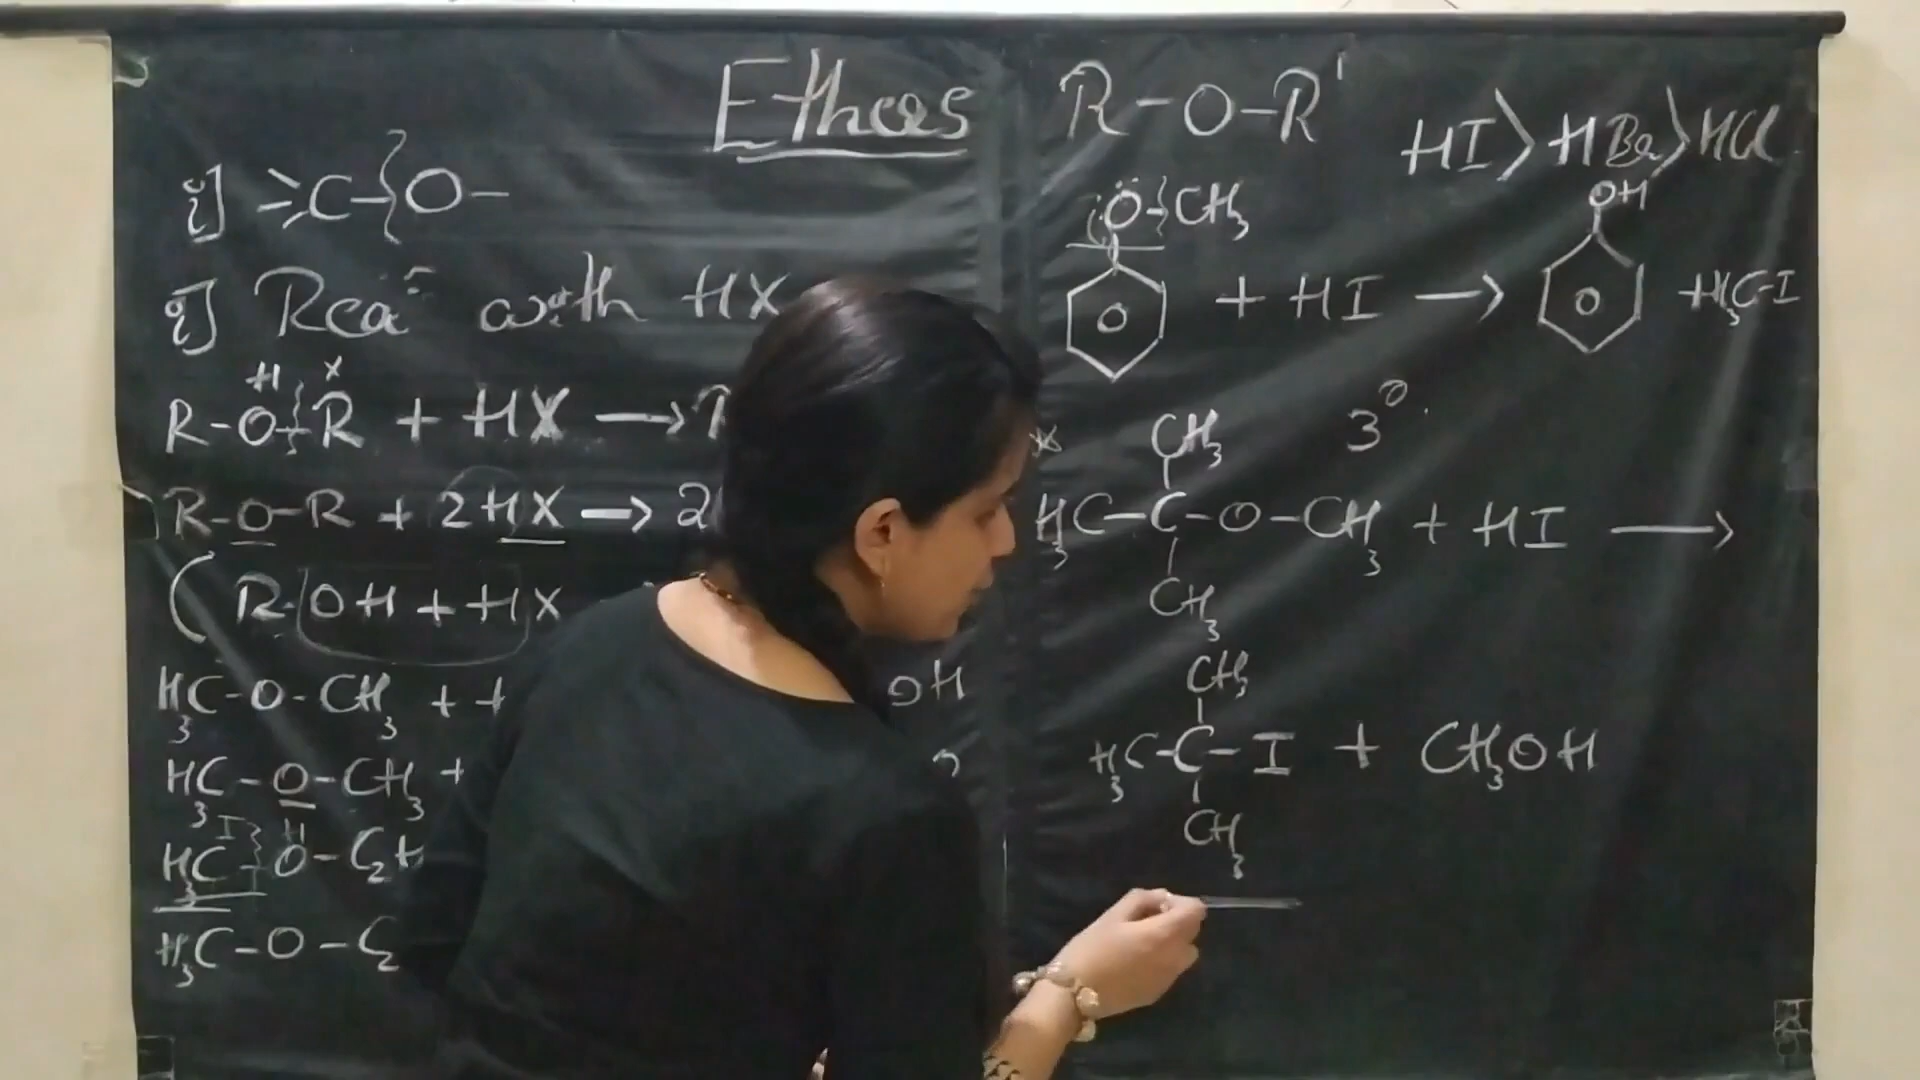 Ethers R-O-R'
HI > HBr > HCl
i] C-O-
i] Rea with HX
H X
R-O-R + HX →
R-O-R + 2HX → 2
( R-OH + HX
H3C-O-CH3 +
H3C-O-CH3 +
I H
H3C-O-C2H
H3C-O-C2
OH
O-CH3
OH
+ HI → + H3C-I
3°
CH3
H3C-C-O-CH3 + HI →
CH3
CH3
H3C-C-I + CH3OH
CH3